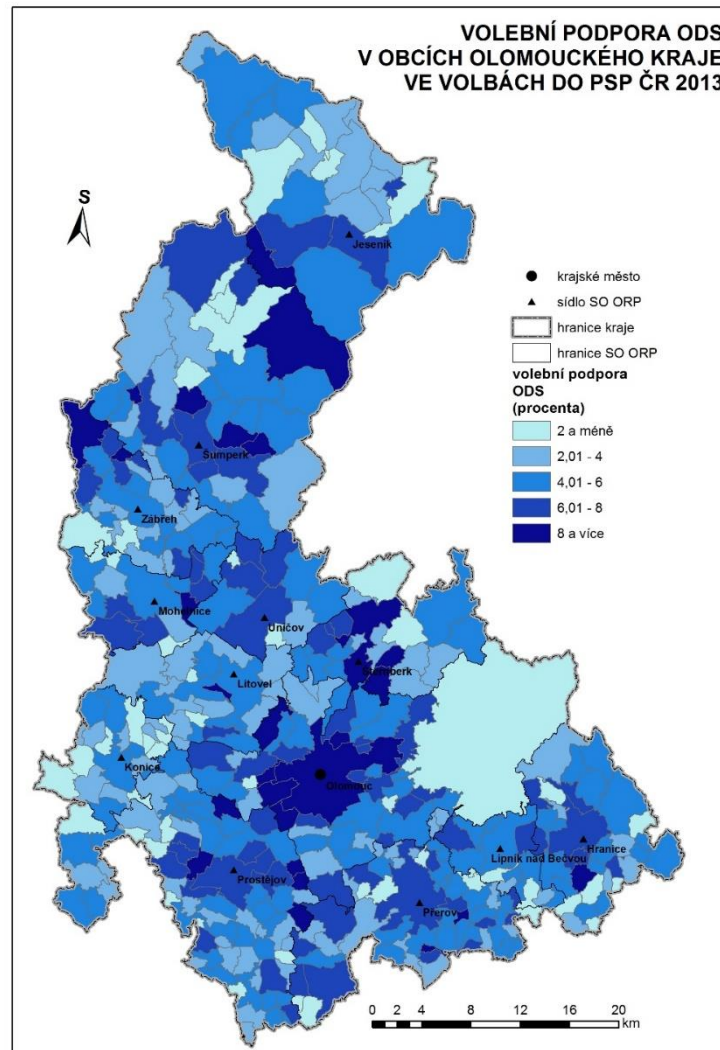 VOLEBNÍ PODPORA ODS
V OBCÍCH OLOMOUCKÉHO KRAJE
VE VOLBÁCH DO PSP ČR 2013
S
Jeseník
krajské město
sídlo SO ORP
hranice kraje
hranice SO ORP
volební podpora
ODS
(procenta)
2 a méně
2,01 - 4
4,01 - 6
6,01 - 8
8 a více
Šumperk
Zábřeh
Mohelnice
Uničov
Šternberk
Litovel
Konice
Olomouc
Hranice
Lipník nad Bečvou
Prostějov
Přerov
0 2 4 8 12 16 20
km